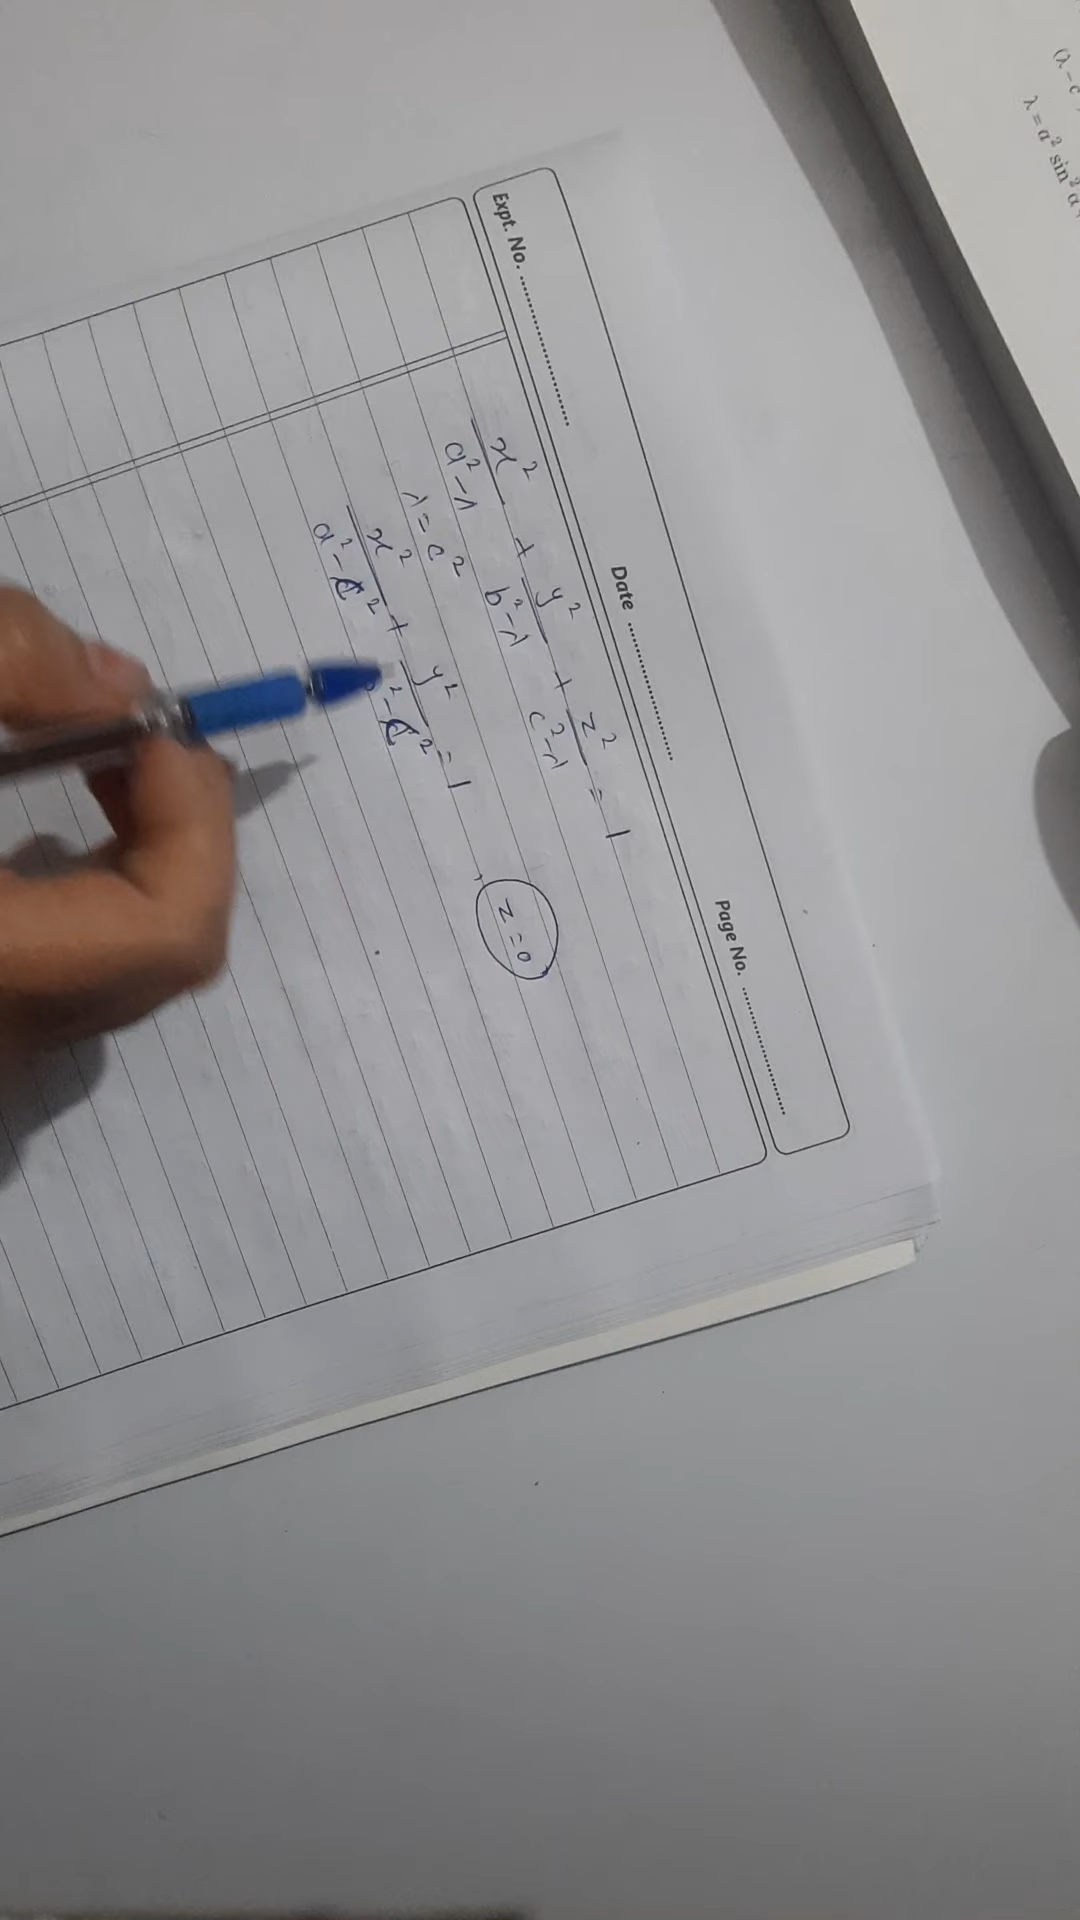 (λ – c
λ = a² sin² α
Expt. No. ........................
Date ........................
Page No. ........................
x²/a²-λ + y²/b²-λ + z²/c²-λ = 1
λ = c²
x²/a²-c² + y²/ ²-c² = 1, z=0